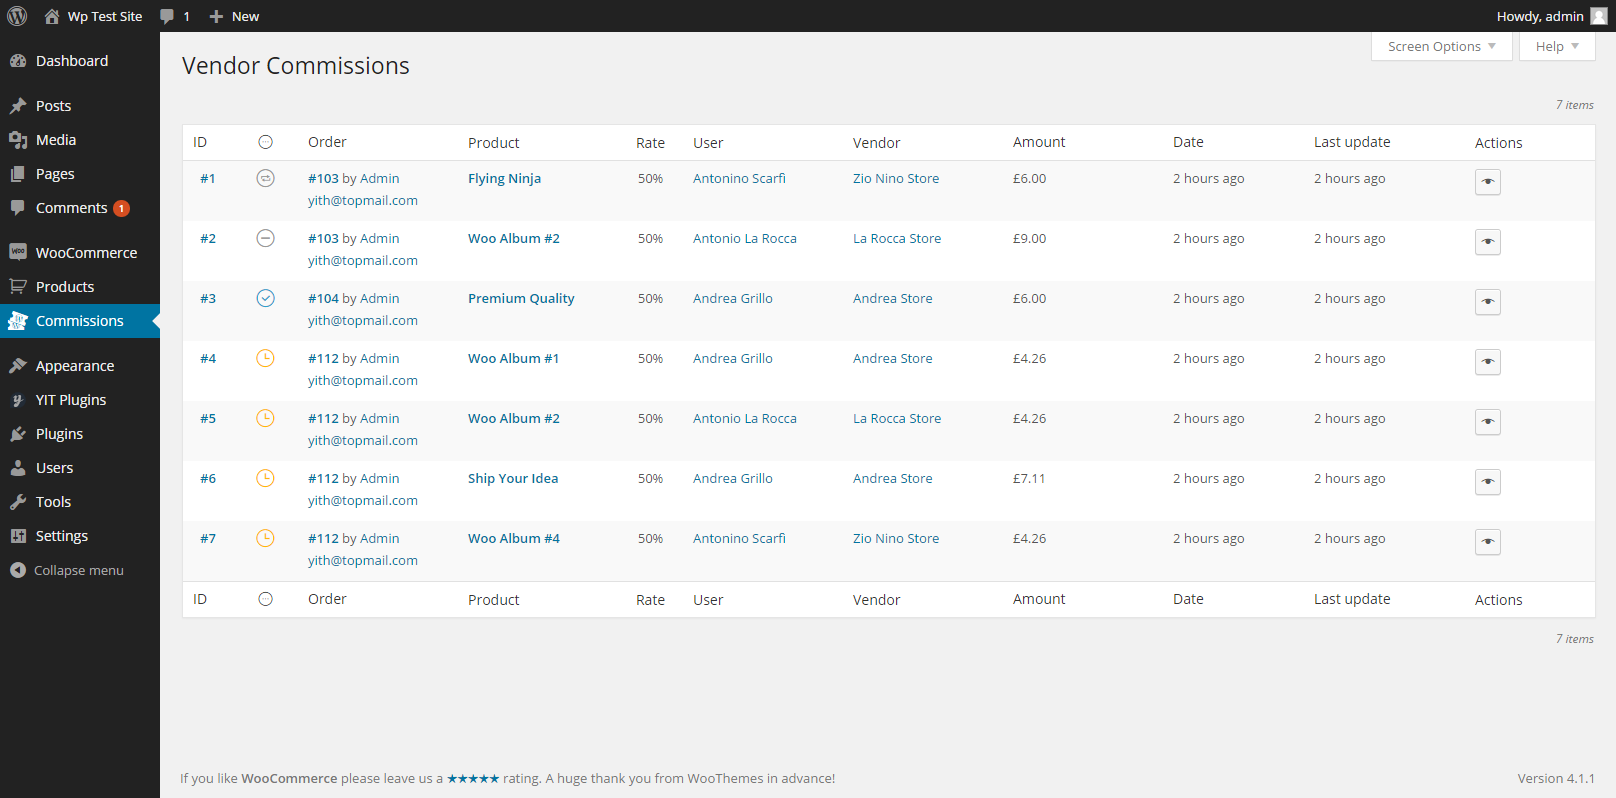 Wp Test Site 1 New Howdy, admin
Screen Options Help
Dashboard
Posts
Media
Pages
Comments 1
WooCommerce
Products
Commissions
Appearance
YIT Plugins
Plugins
Users
Tools
Settings
Collapse menu
Vendor Commissions
7 items
ID Order Product Rate User Vendor Amount Date Last update Actions
#1 #103 by Admin Flying Ninja 50% Antonino Scarfì Zio Nino Store £6.00 2 hours ago 2 hours ago
yith@topmail.com
#2 #103 by Admin Woo Album #2 50% Antonio La Rocca La Rocca Store £9.00 2 hours ago 2 hours ago
yith@topmail.com
#3 #104 by Admin Premium Quality 50% Andrea Grillo Andrea Store £6.00 2 hours ago 2 hours ago
yith@topmail.com
#4 #112 by Admin Woo Album #1 50% Andrea Grillo Andrea Store £4.26 2 hours ago 2 hours ago
yith@topmail.com
#5 #112 by Admin Woo Album #2 50% Antonio La Rocca La Rocca Store £4.26 2 hours ago 2 hours ago
yith@topmail.com
#6 #112 by Admin Ship Your Idea 50% Andrea Grillo Andrea Store £7.11 2 hours ago 2 hours ago
yith@topmail.com
#7 #112 by Admin Woo Album #4 50% Antonino Scarfì Zio Nino Store £4.26 2 hours ago 2 hours ago
yith@topmail.com
ID Order Product Rate User Vendor Amount Date Last update Actions
7 items
If you like WooCommerce please leave us a ★★★★★ rating. A huge thank you from WooThemes in advance! Version 4.1.1